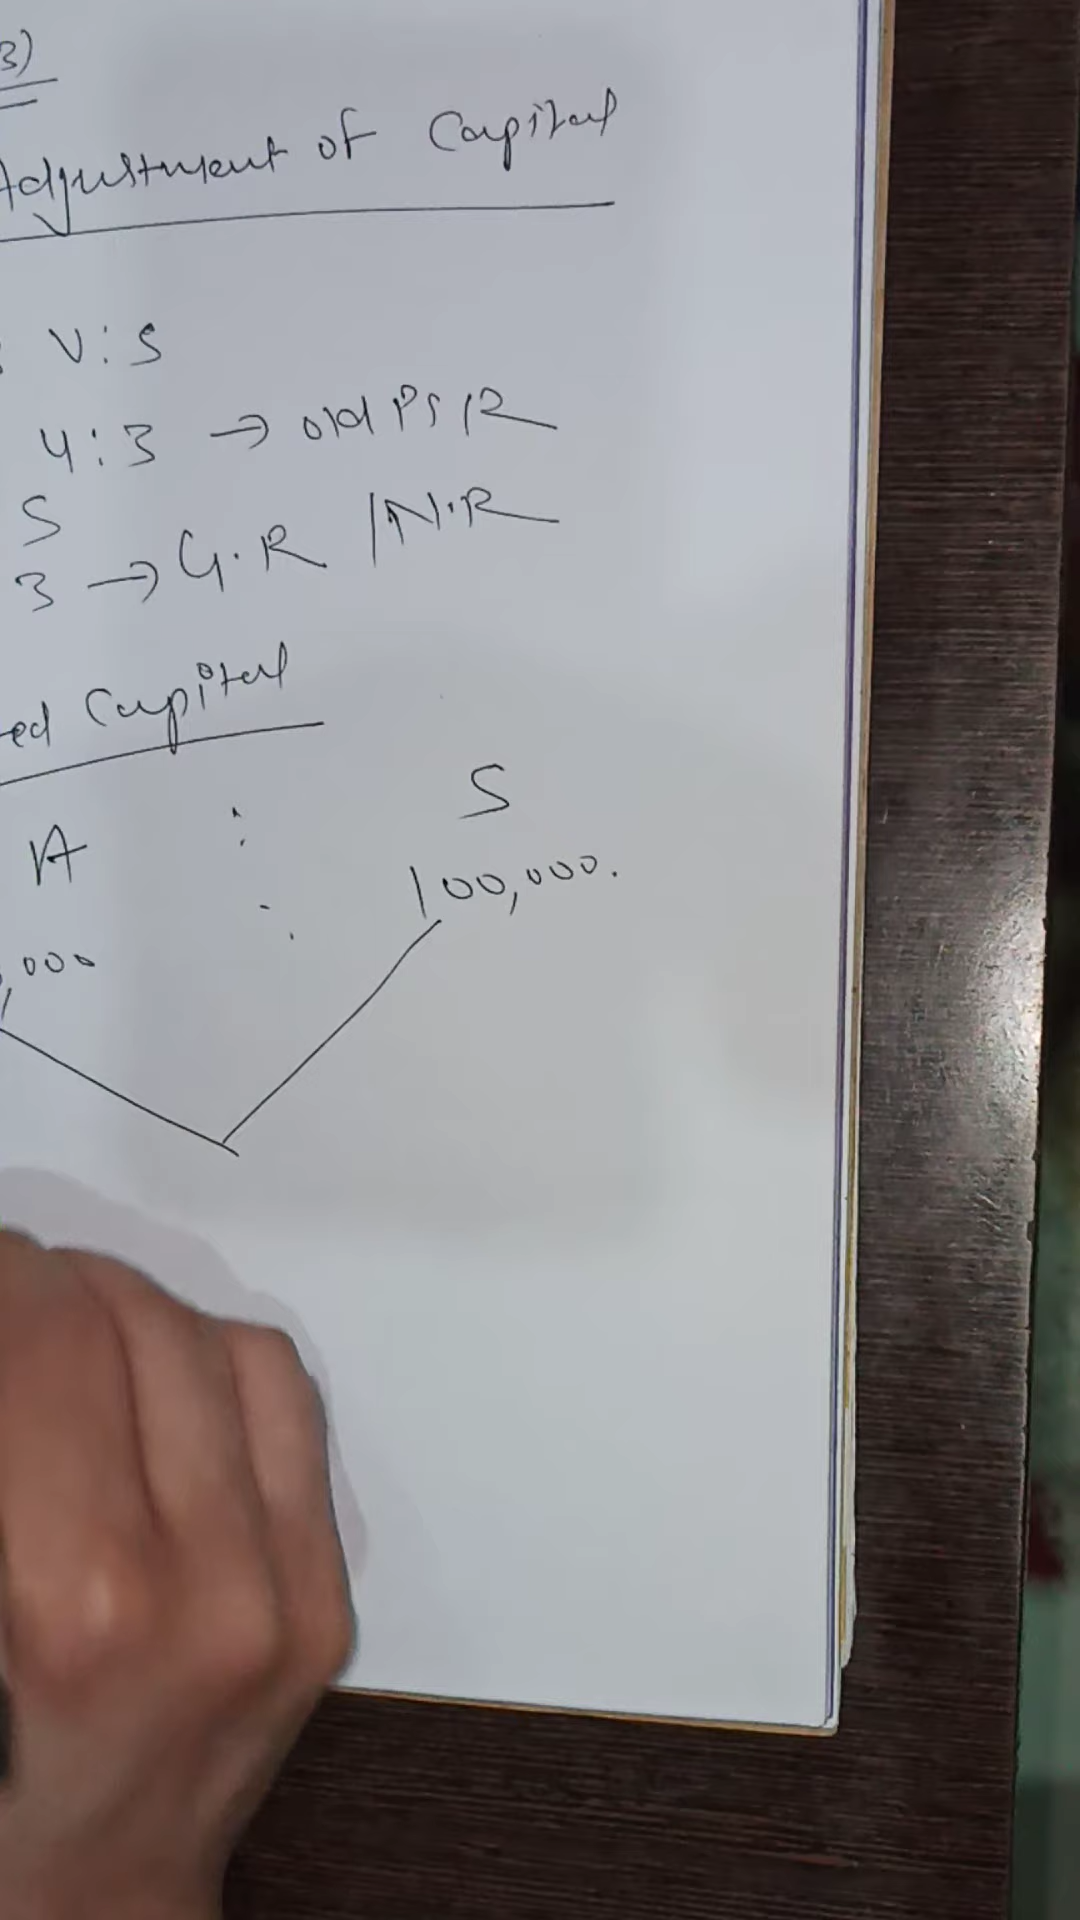 3)
Adjustment of Capital
V : S
4 : 3 → old PSR
S
3 → G.R / N.R
ed Capital
A : S
,000 : 100,000.